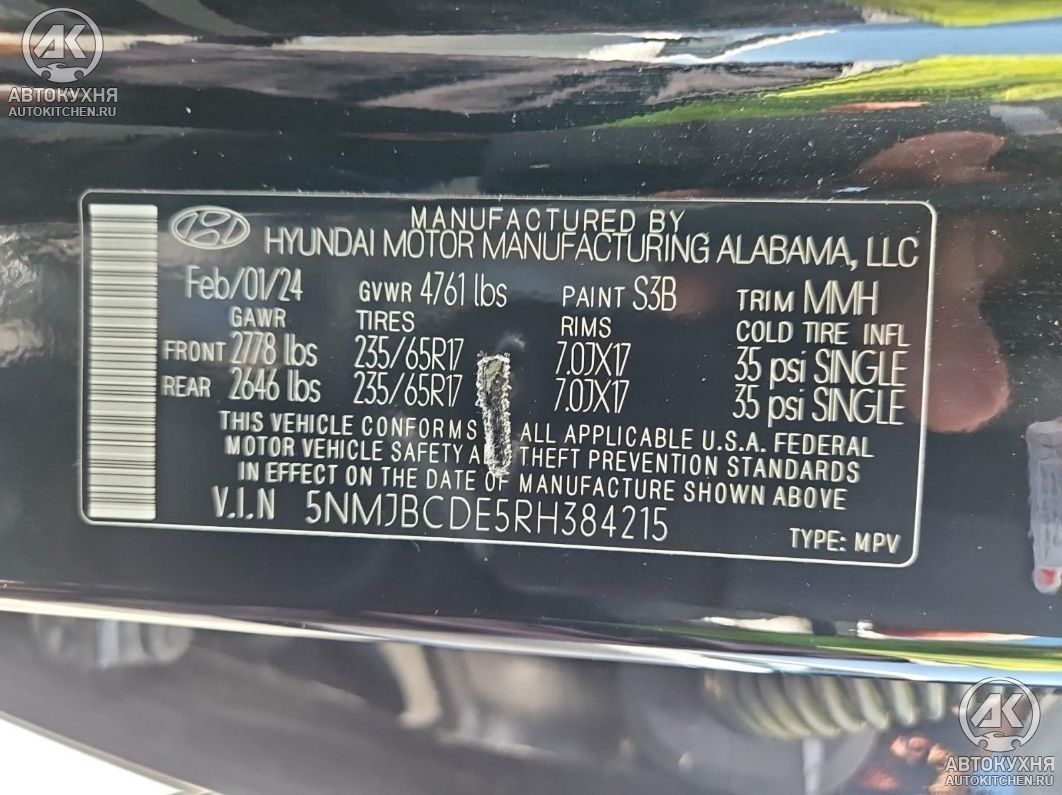 АК
АВТОКУХНЯ
AUTOKITCHEN.RU
MANUFACTURED BY
HYUNDAI MOTOR MANUFACTURING ALABAMA, LLC
Feb/01/24 GVWR 4761 lbs PAINT S3B TRIM MMH
GAWR TIRES RIMS COLD TIRE INFL
FRONT 2778 lbs 235/65R17 7.0JX17 35 psi SINGLE
REAR 2646 lbs 235/65R17 7.0JX17 35 psi SINGLE
THIS VEHICLE CONFORMS ALL APPLICABLE U.S.A. FEDERAL
MOTOR VEHICLE SAFETY A THEFT PREVENTION STANDARDS
IN EFFECT ON THE DATE OF MANUFACTURE SHOWN ABOVE
V.I.N 5NMJBCDE5RH384215
TYPE: MPV
АК
АВТОКУХНЯ
AUTOKITCHEN.RU